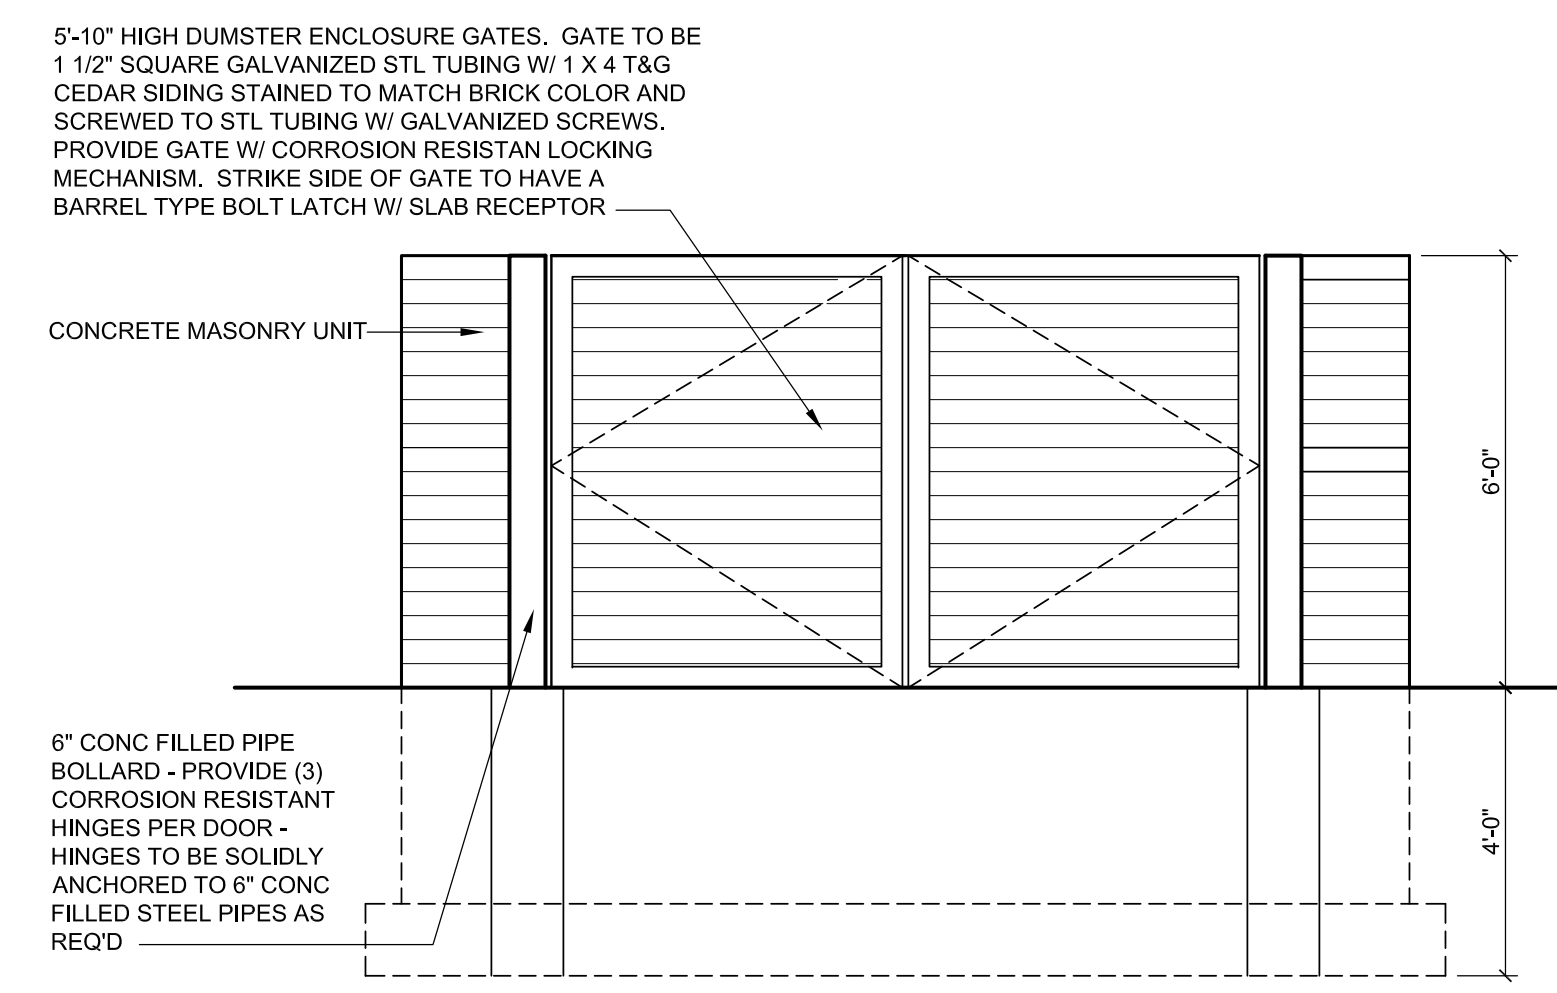 5'-10" HIGH DUMSTER ENCLOSURE GATES.  GATE TO BE
1 1/2" SQUARE GALVANIZED STL TUBING W/ 1 X 4 T&G
CEDAR SIDING STAINED TO MATCH BRICK COLOR AND
SCREWED TO STL TUBING W/ GALVANIZED SCREWS.
PROVIDE GATE W/ CORROSION RESISTAN LOCKING
MECHANISM.  STRIKE SIDE OF GATE TO HAVE A
BARREL TYPE BOLT LATCH W/ SLAB RECEPTOR
CONCRETE MASONRY UNIT
6'-0"
6" CONC FILLED PIPE
BOLLARD - PROVIDE (3)
CORROSION RESISTANT
HINGES PER DOOR -
HINGES TO BE SOLIDLY
ANCHORED TO 6" CONC
FILLED STEEL PIPES AS
REQ'D
4'-0"